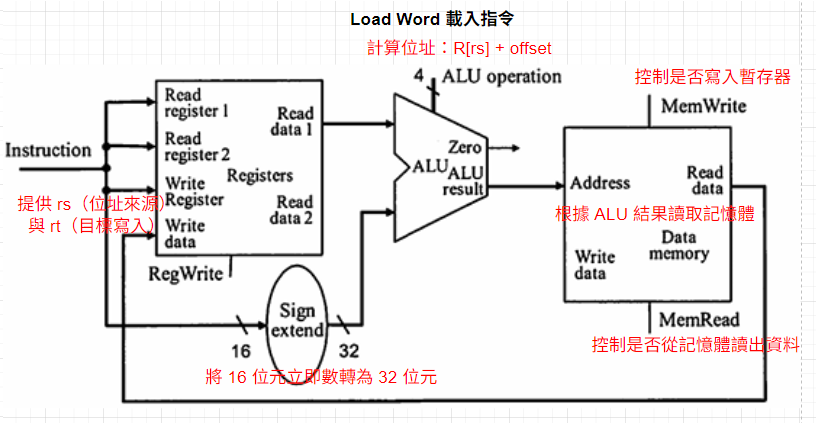 Load Word 載入指令
計算位址：R[rs] + offset
4
ALU operation
控制是否寫入暫存器
MemWrite
Instruction
Read
register 1
Read
register 2
Write
Register
Write
data
Registers
Read
data 1
Read
data 2
提供 rs（位址來源）
與 rt（目標寫入）
RegWrite
Zero
ALU
ALU
result
Address
Read
data
根據 ALU 結果讀取記憶體
Write
data
Data
memory
MemRead
控制是否從記憶體讀出資料
Sign
extend
16
32
將 16 位元立即數轉為 32 位元